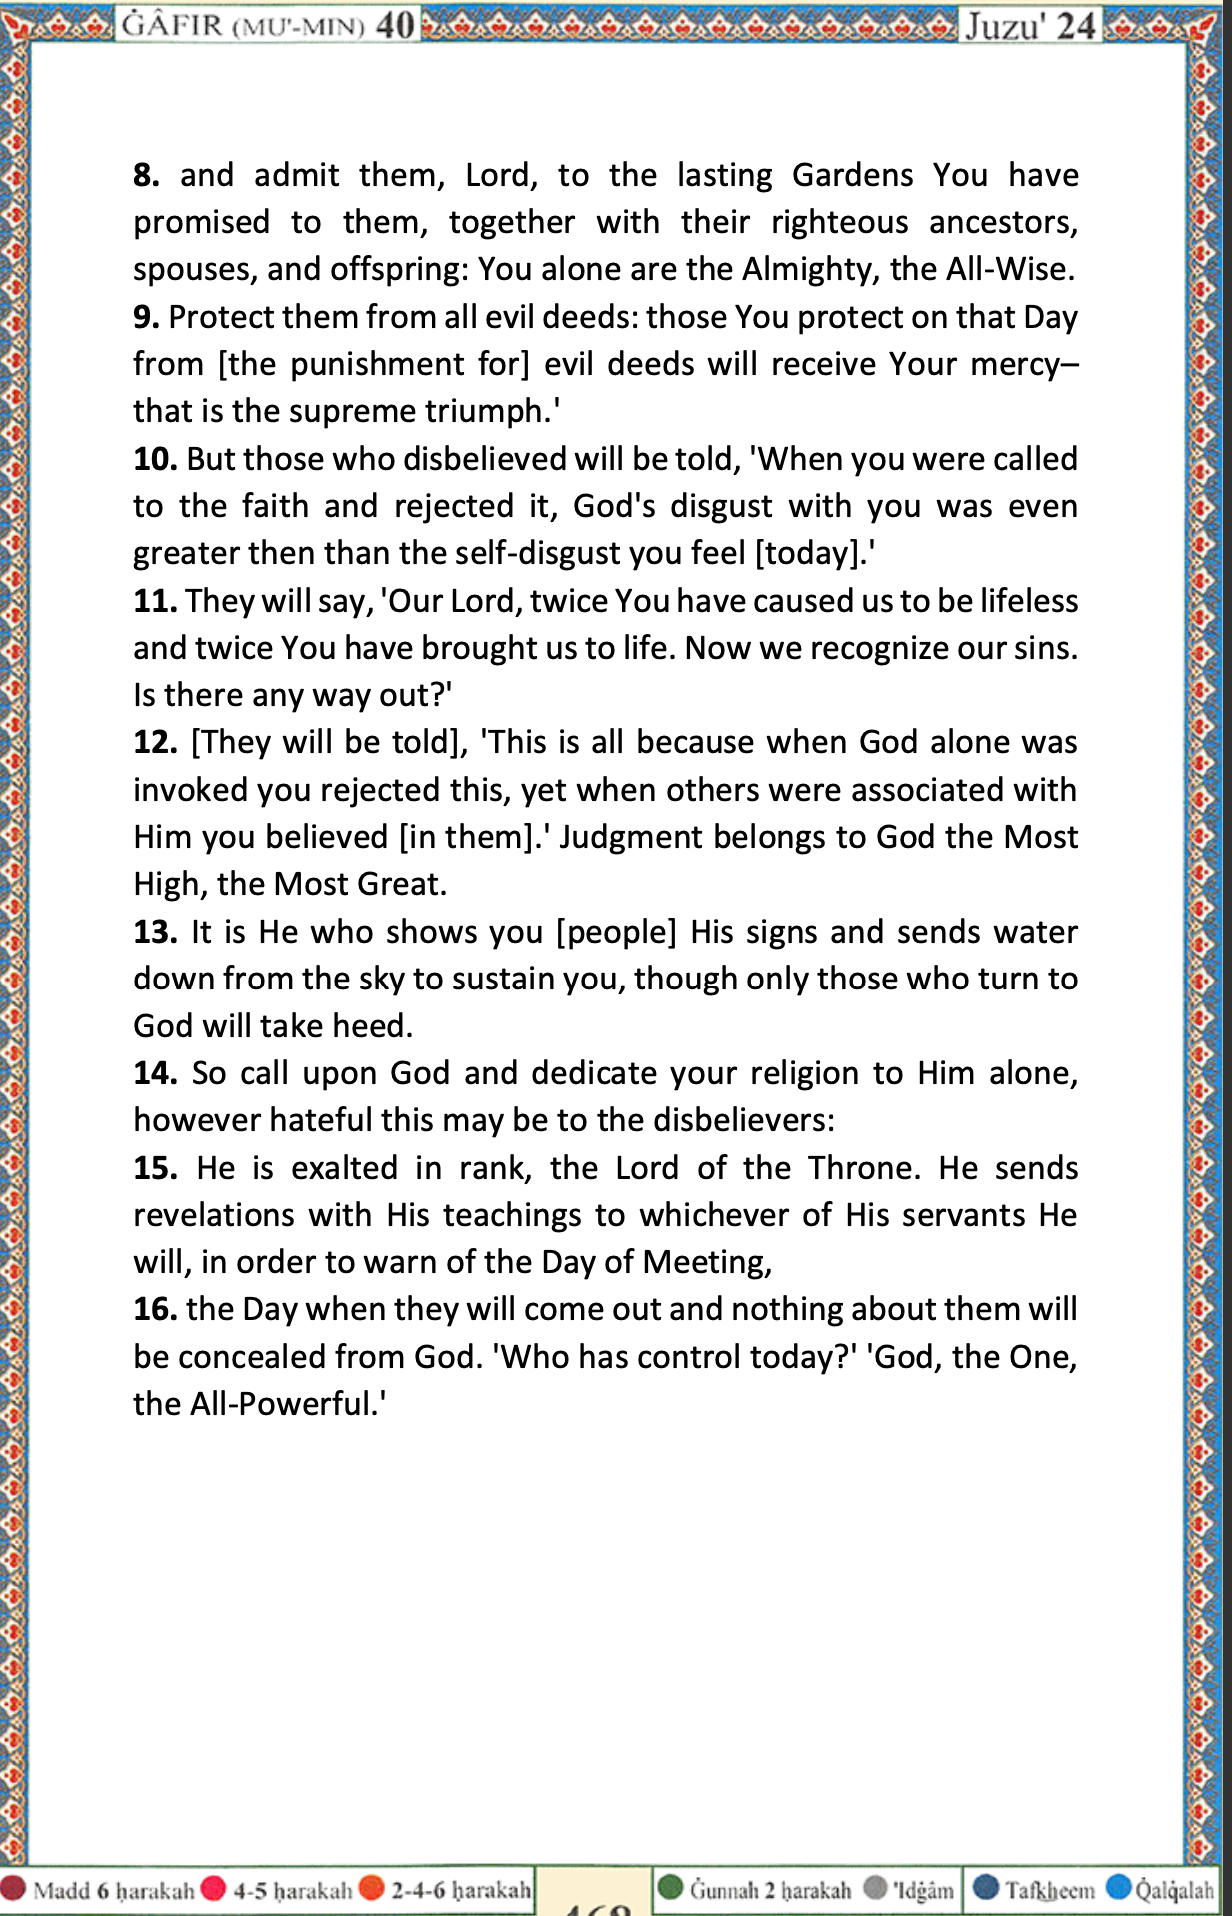 ĠÂFIR (MU'-MIN) 40
Juzu' 24
8. and admit them, Lord, to the lasting Gardens You have
promised to them, together with their righteous ancestors,
spouses, and offspring: You alone are the Almighty, the All-Wise.
9. Protect them from all evil deeds: those You protect on that Day
from [the punishment for] evil deeds will receive Your mercy–
that is the supreme triumph.'
10. But those who disbelieved will be told, 'When you were called
to the faith and rejected it, God's disgust with you was even
greater then than the self-disgust you feel [today].'
11. They will say, 'Our Lord, twice You have caused us to be lifeless
and twice You have brought us to life. Now we recognize our sins.
Is there any way out?'
12. [They will be told], 'This is all because when God alone was
invoked you rejected this, yet when others were associated with
Him you believed [in them].' Judgment belongs to God the Most
High, the Most Great.
13. It is He who shows you [people] His signs and sends water
down from the sky to sustain you, though only those who turn to
God will take heed.
14. So call upon God and dedicate your religion to Him alone,
however hateful this may be to the disbelievers:
15. He is exalted in rank, the Lord of the Throne. He sends
revelations with His teachings to whichever of His servants He
will, in order to warn of the Day of Meeting,
16. the Day when they will come out and nothing about them will
be concealed from God. 'Who has control today?' 'God, the One,
the All-Powerful.'
Madd 6 ḥarakah 4-5 ḥarakah 2-4-6 ḥarakah
Ġunnah 2 ḥarakah 'Idġâm Tafkheem Qalqalah